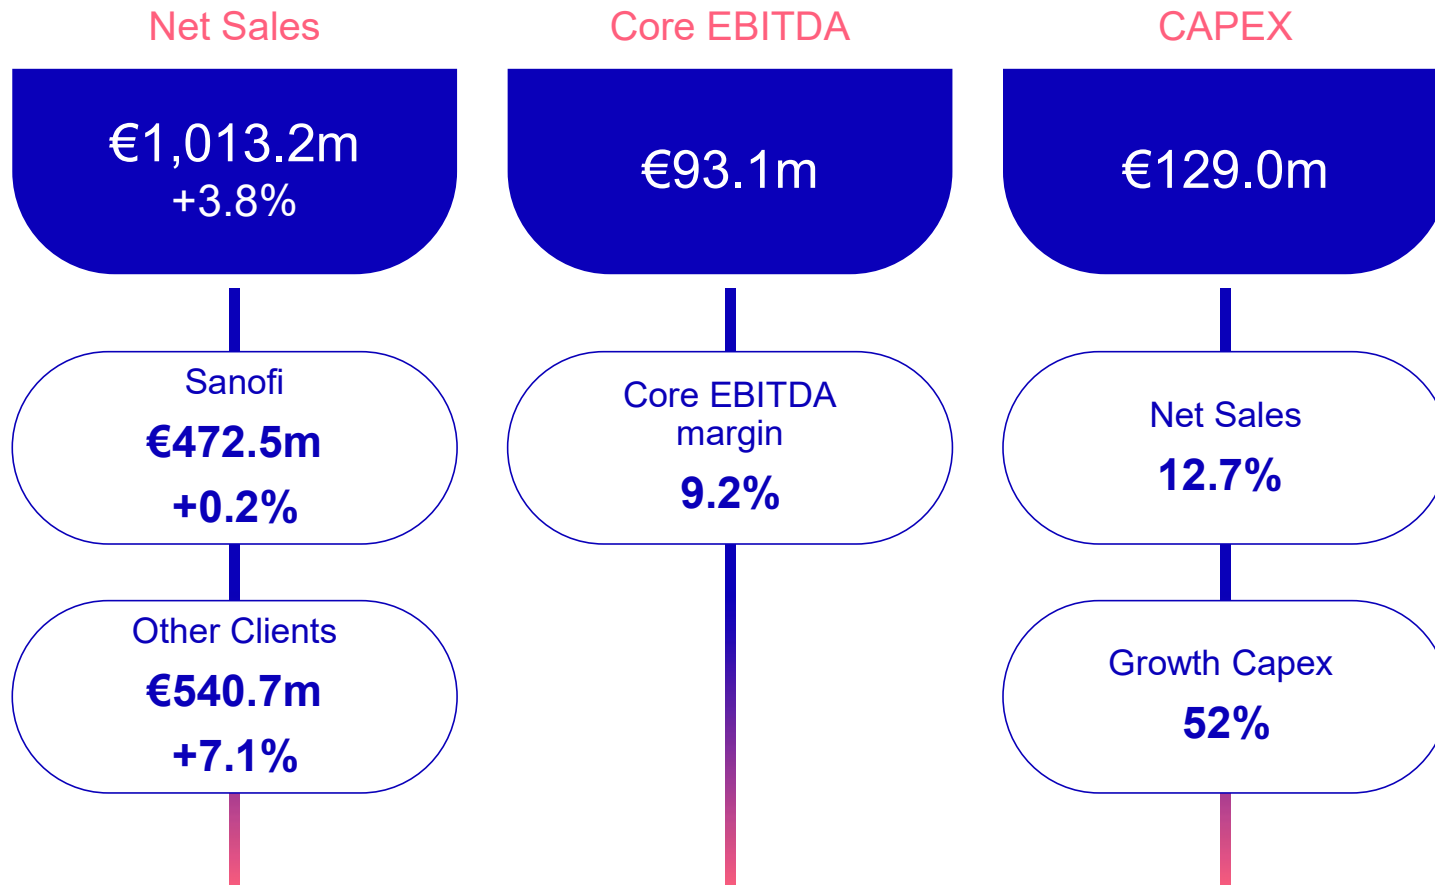 Net Sales
€1,013.2m
+3.8%
Sanofi
€472.5m
+0.2%
Other Clients
€540.7m
+7.1%
Core EBITDA
€93.1m
Core EBITDA
margin
9.2%
CAPEX
€129.0m
Net Sales
12.7%
Growth Capex
52%